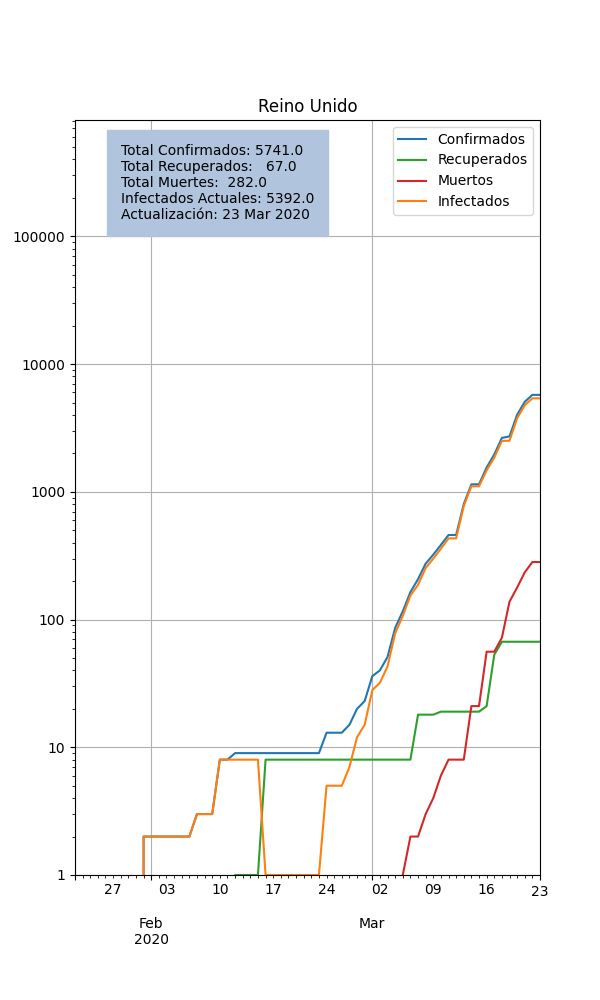 Reino Unido
Total Confirmados: 5741.0
Total Recuperados:   67.0
Total Muertes:  282.0
Infectados Actuales: 5392.0
Actualización: 23 Mar 2020
Confirmados
Recuperados
Muertos
Infectados
100000
10000
1000
100
10
1
27 03 10 17 24 02 09 16 23
Feb Mar
2020